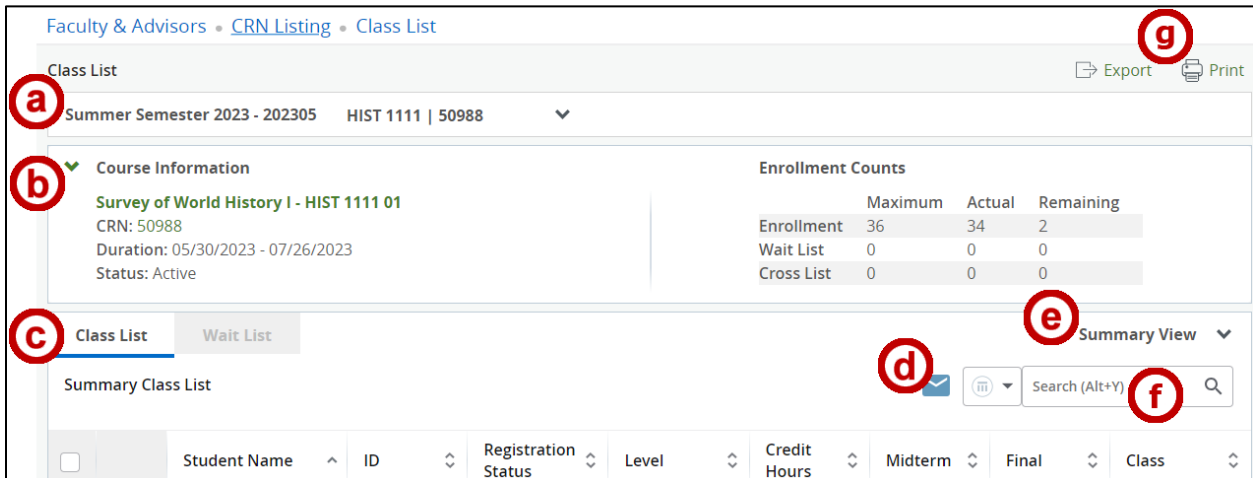 Faculty & Advisors • CRN Listing • Class List
g
Class List
Export Print
a
Summer Semester 2023 - 202305 HIST 1111 | 50988
b
Course Information
Survey of World History I - HIST 1111 01
CRN: 50988
Duration: 05/30/2023 - 07/26/2023
Status: Active
Enrollment Counts
Maximum Actual Remaining
Enrollment 36 34 2
Wait List 0 0 0
Cross List 0 0 0
c
Class List Wait List
e
Summary View
Summary Class List
d
Search (Alt+Y)
f
Student Name ID Registration Status Level Credit Hours Midterm Final Class